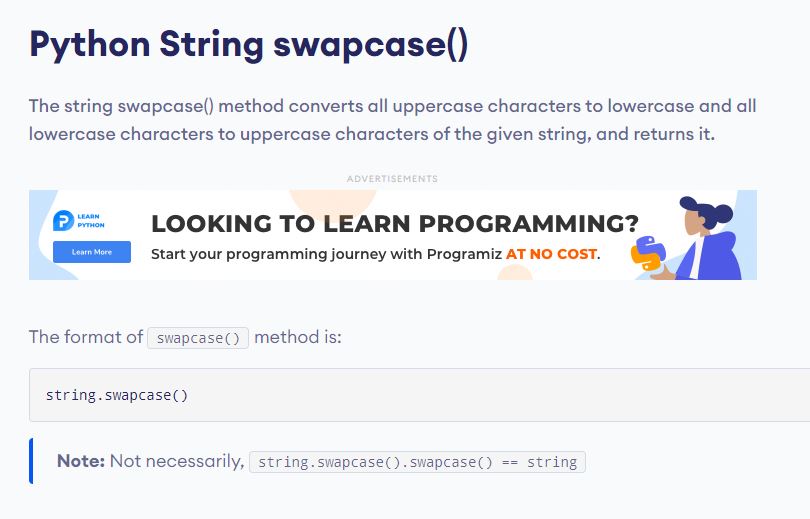 Python String swapcase()
The string swapcase() method converts all uppercase characters to lowercase and all
lowercase characters to uppercase characters of the given string, and returns it.
ADVERTISEMENTS
LEARN
PYTHON
Learn More
LOOKING TO LEARN PROGRAMMING?
Start your programming journey with Programiz AT NO COST.
The format of swapcase() method is:
string.swapcase()
Note: Not necessarily, string.swapcase().swapcase() == string